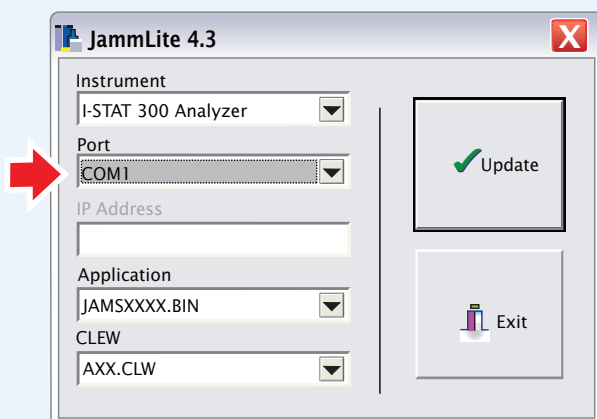 JammLite 4.3
Instrument
I-STAT 300 Analyzer
Port
COM1
IP Address
Application
JAMSXXXX.BIN
CLEW
AXX.CLW
Update
Exit